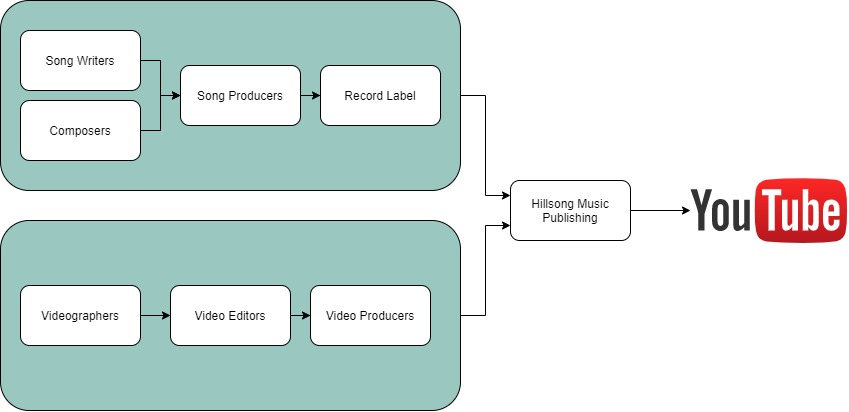 Song Writers
Composers
Song Producers
Record Label
Hillsong Music
Publishing
YouTube
Videographers
Video Editors
Video Producers